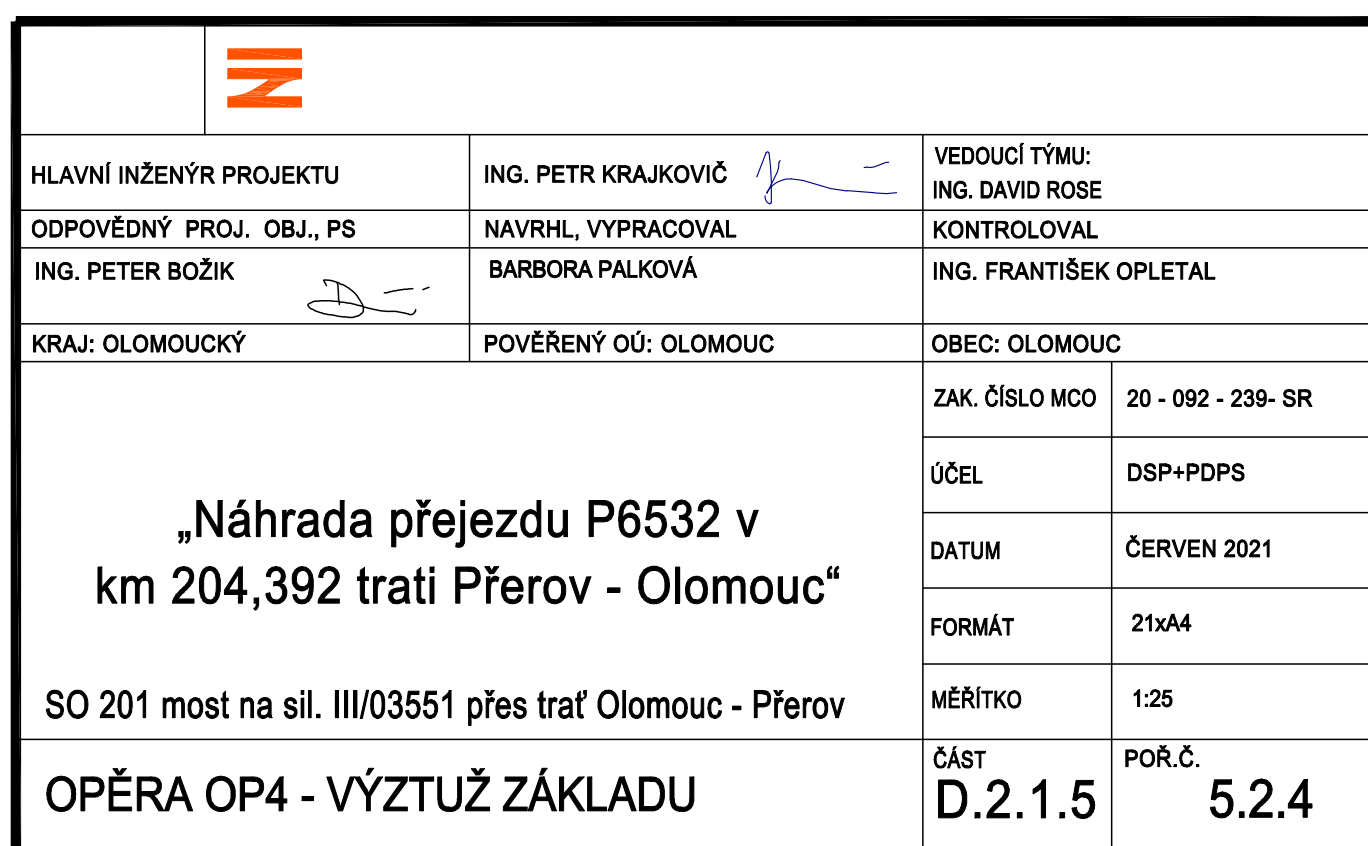 HLAVNÍ INŽENÝR PROJEKTU
ING. PETR KRAJKOVIČ
VEDOUCÍ TÝMU:
ING. DAVID ROSE
ODPOVĚDNÝ PROJ. OBJ., PS
NAVRHL, VYPRACOVAL
KONTROLOVAL
ING. PETER BOŽIK
BARBORA PALKOVÁ
ING. FRANTIŠEK OPLETAL
KRAJ: OLOMOUCKÝ
POVĚŘENÝ OÚ: OLOMOUC
OBEC: OLOMOUC
„Náhrada přejezdu P6532 v
km 204,392 trati Přerov - Olomouc“
SO 201 most na sil. III/03551 přes trať Olomouc - Přerov
ZAK. ČÍSLO MCO
20 - 092 - 239- SR
ÚČEL
DSP+PDPS
DATUM
ČERVEN 2021
FORMÁT
21xA4
MĚŘÍTKO
1:25
OPĚRA OP4 - VÝZTUŽ ZÁKLADU
ČÁST
D.2.1.5
POŘ.Č.
5.2.4